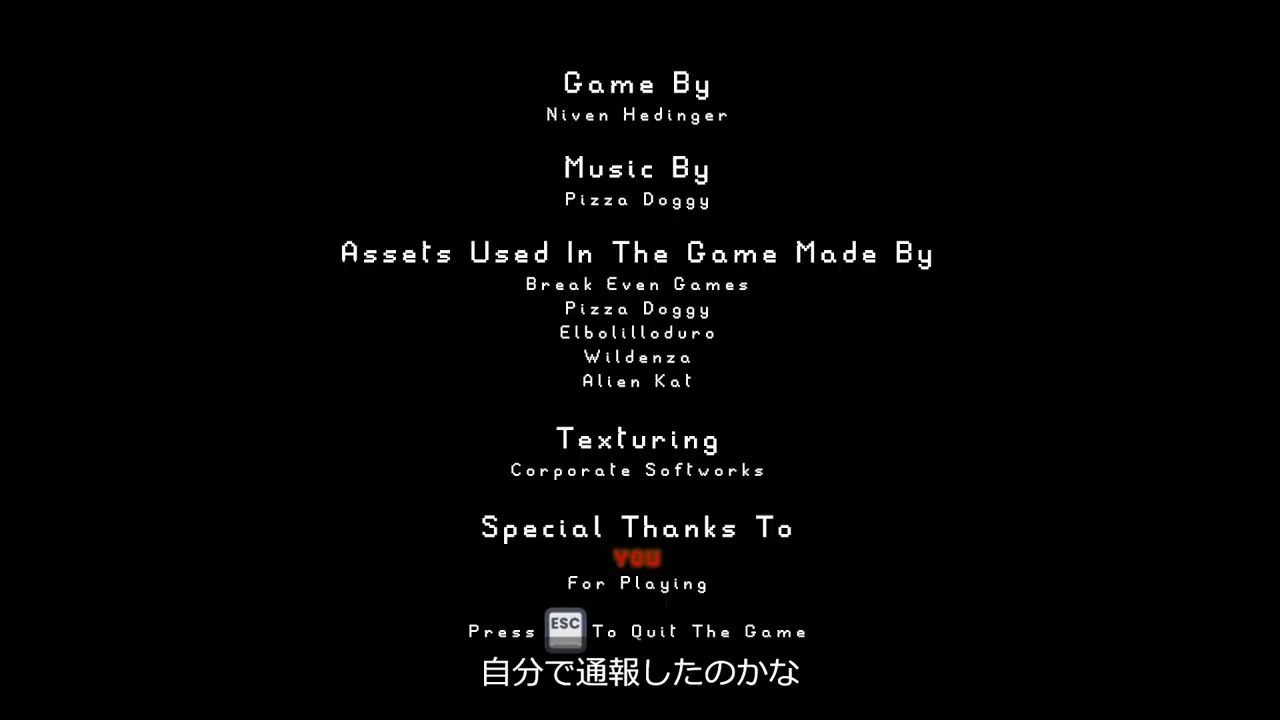 Game By
Niven Hedinger
Music By
Pizza Doggy
Assets Used In The Game Made By
Break Even Games
Pizza Doggy
Elbolilloduro
Wildenza
Alien Kat
Texturing
Corporate Softworks
Special Thanks To
YOU
For Playing
Press ESC To Quit The Game
自分で通報したのかな